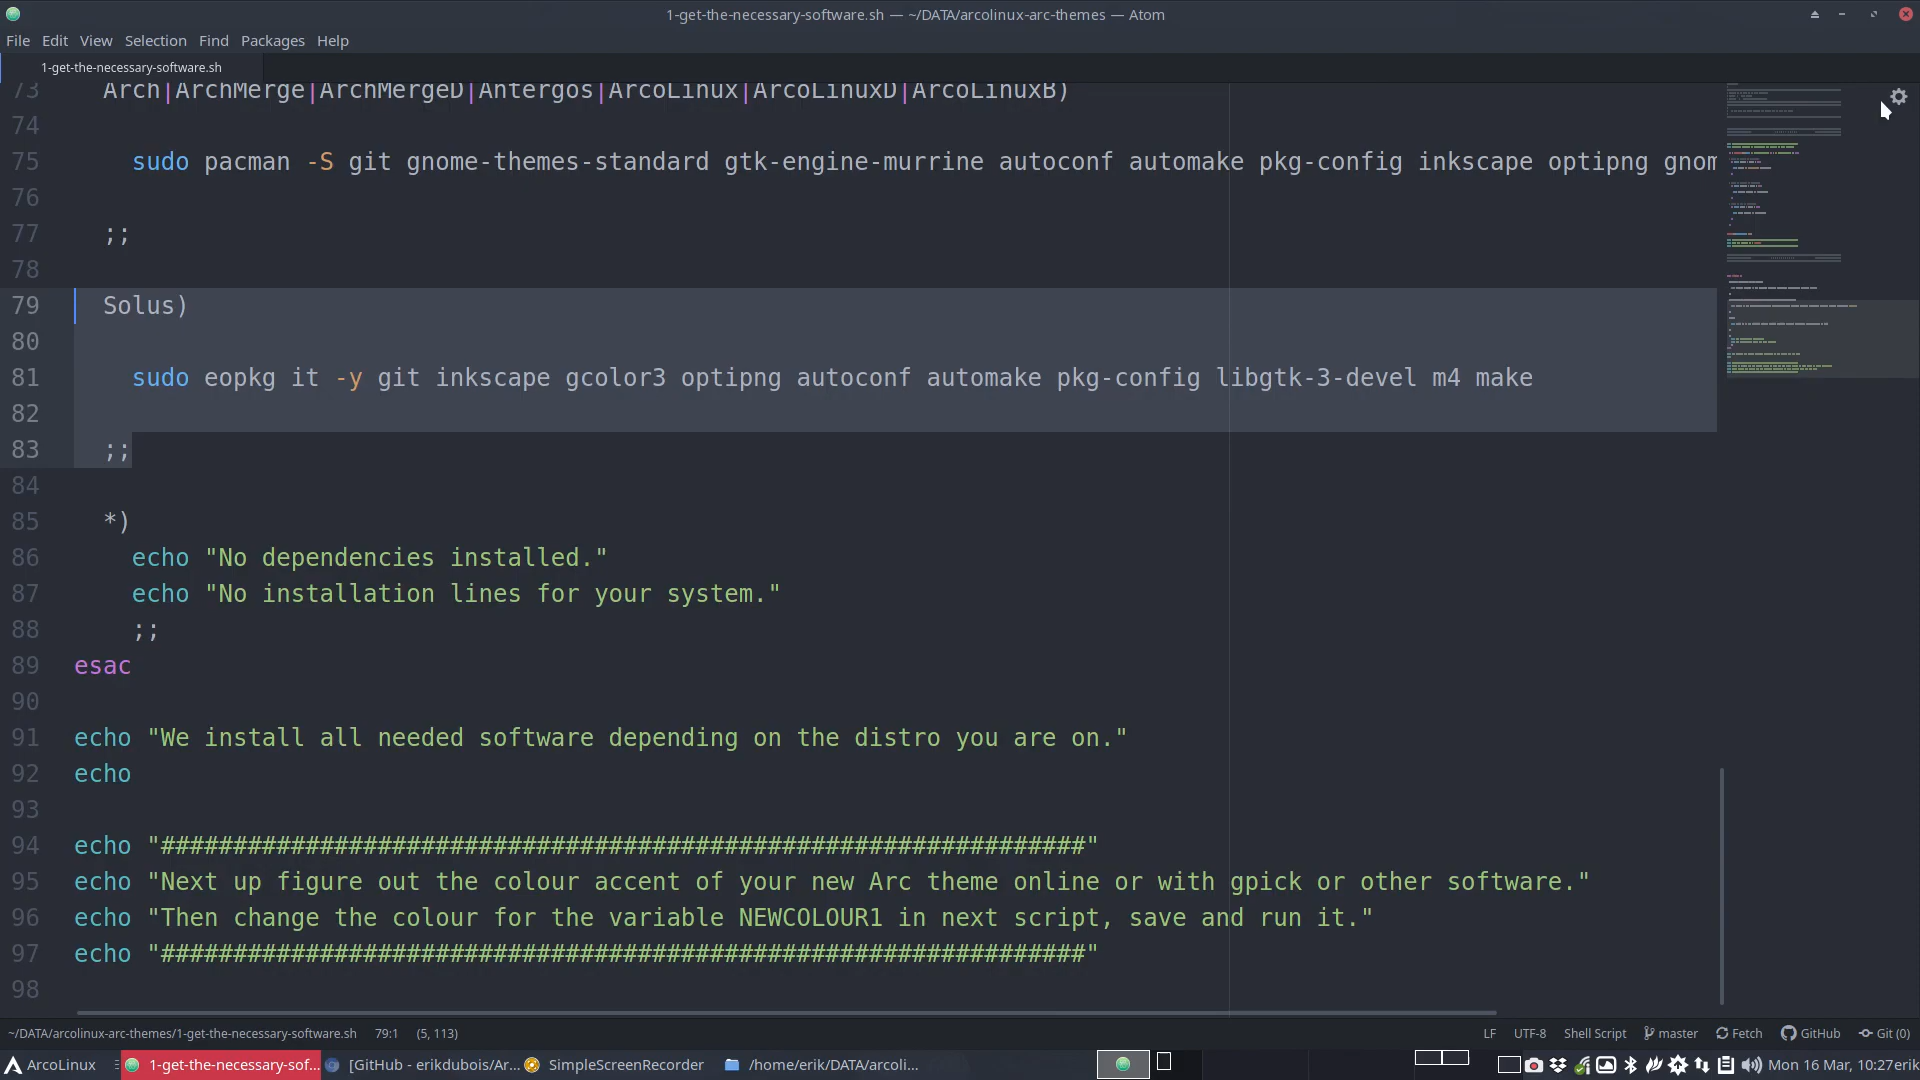 1-get-the-necessary-software.sh — ~/DATA/arcolinux-arc-themes — Atom
File Edit View Selection Find Packages Help
1-get-the-necessary-software.sh
73 Arch|ArchMerge|ArchMergeD|Antergos|ArcoLinux|ArcoLinuxD|ArcoLinuxB)
74
75 sudo pacman -S git gnome-themes-standard gtk-engine-murrine autoconf automake pkg-config inkscape optipng gnom
76
77 ;;
78
79 Solus)
80
81 sudo eopkg it -y git inkscape gcolor3 optipng autoconf automake pkg-config libgtk-3-devel m4 make
82
83 ;;
84
85 *)
86 echo "No dependencies installed."
87 echo "No installation lines for your system."
88 ;;
89 esac
90
91 echo "We install all needed software depending on the distro you are on."
92 echo
93
94 echo "################################################################"
95 echo "Next up figure out the colour accent of your new Arc theme online or with gpick or other software."
96 echo "Then change the colour for the variable NEWCOLOUR1 in next script, save and run it."
97 echo "################################################################"
98
~/DATA/arcolinux-arc-themes/1-get-the-necessary-software.sh 79:1 (5, 113) LF UTF-8 Shell Script master Fetch GitHub Git (0)
ArcoLinux 1-get-the-necessary-sof... [GitHub - erikdubois/Ar... SimpleScreenRecorder /home/erik/DATA/arcoli... Mon 16 Mar, 10:27 erik